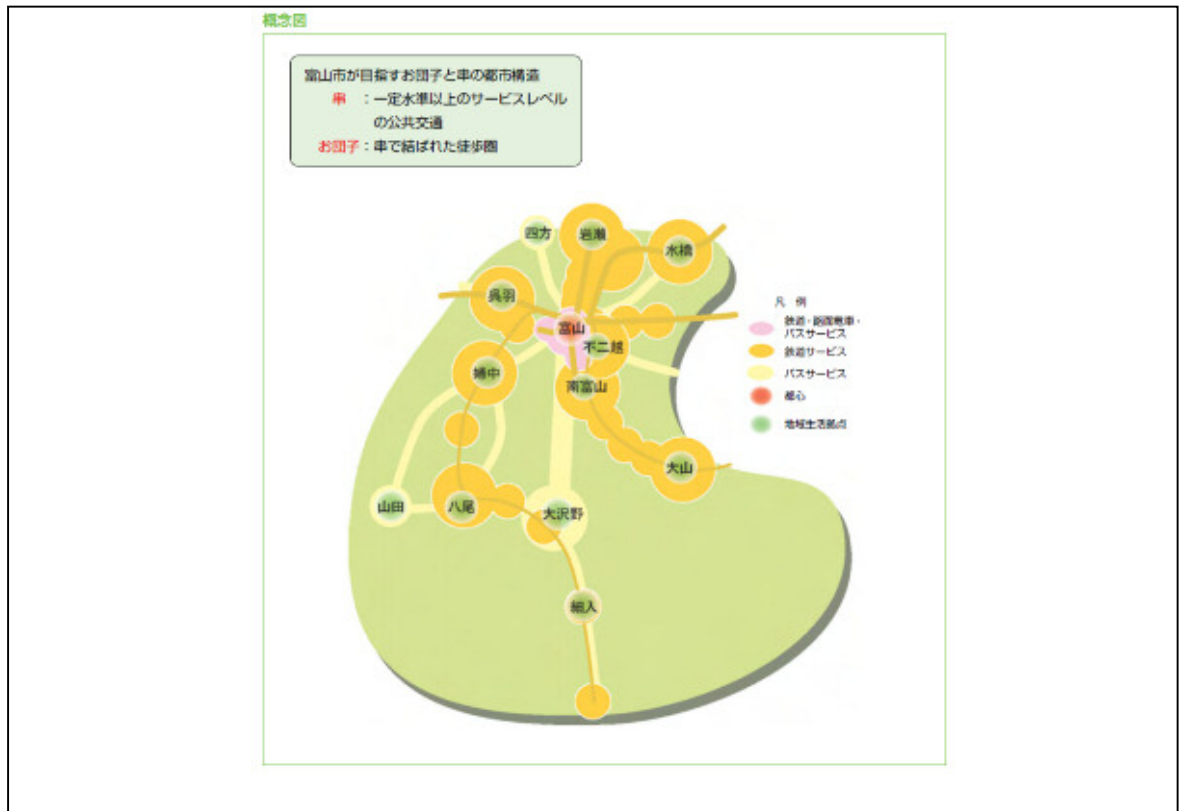 概念図
富山市が目指すお団子と串の都市構造
串 :一定水準以上のサービスレベル
の公共交通
お団子:串で結ばれた徒歩圏
四方
岩瀬
水橋
呉羽
富山
不二越
婦中
南富山
大山
山田
八尾
大沢野
細入
凡 例
鉄道・路面電車・
バスサービス
鉄道サービス
バスサービス
都心
地域生活拠点